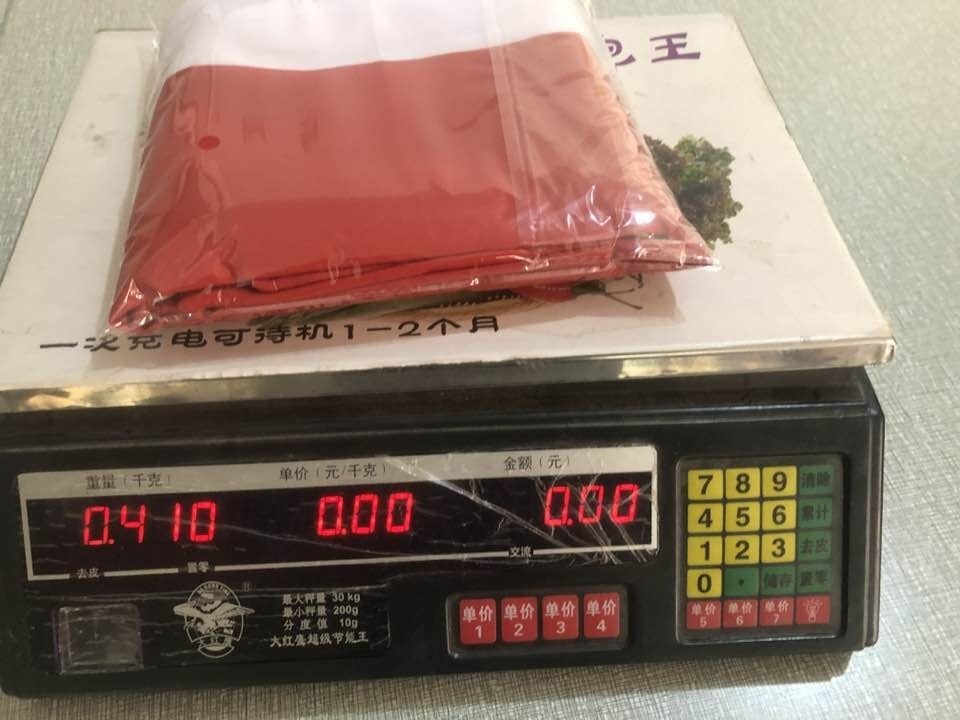 王
一次充电可待机1-2个月
重量（千克） 单价（元/千克） 金额（元）
0.410 0.00 0.00
去皮 置零 交流
最大秤量 30 kg
最小秤量 200g
分度值 10g
大红鹰超级节能王
单价1 单价2 单价3 单价4
7 8 9 清除
4 5 6 累计
1 2 3 去皮
0 · 储存 置零
单价5 单价6 单价7